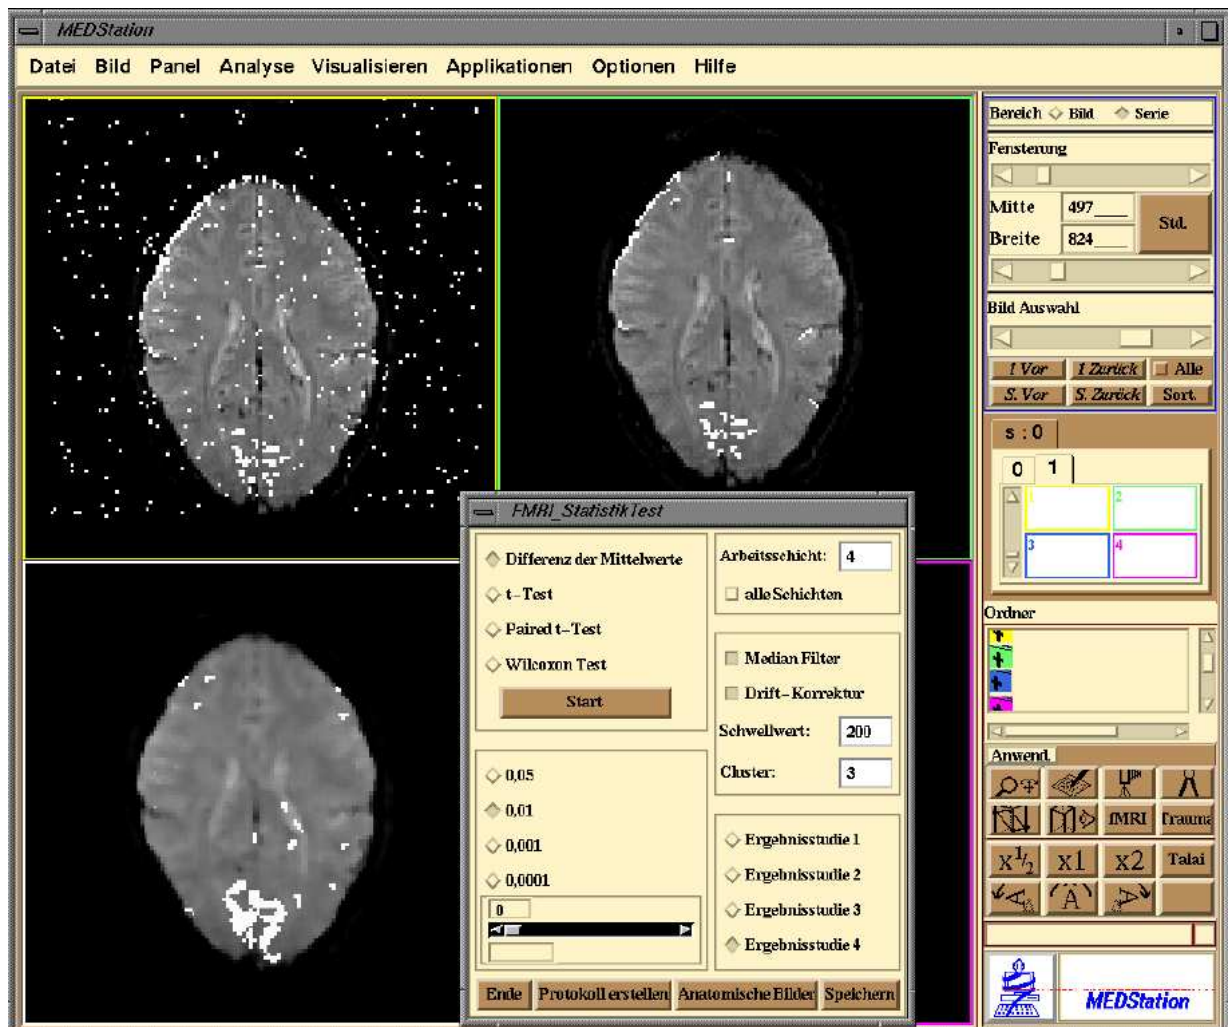 MEDStation
Datei Bild Panel Analyse Visualisieren Applikationen Optionen Hilfe
Bereich Bild Serie
Fensterung
Mitte 497____
Breite 824____
Std.
Bild Auswahl
1 Vor 1 Zurück Alle
S. Vor S. Zurück Sort.
s : 0
0 1
1 2
3 4
Ordner
Anwend.
fMRI Trauma
x1/2 x1 x2 Talai
A
MEDStation
FMRI_StatistikTest
Differenz der Mittelwerte
t-Test
Paired t-Test
Wilcoxon Test
Start
Arbeitsschicht: 4
alle Schichten
Median Filter
Drift-Korrektur
Schwellwert: 200
Cluster: 3
0,05
0,01
0,001
0,0001
0
Ergebnisstudie 1
Ergebnisstudie 2
Ergebnisstudie 3
Ergebnisstudie 4
Ende Protokoll erstellen Anatomische Bilder Speichern